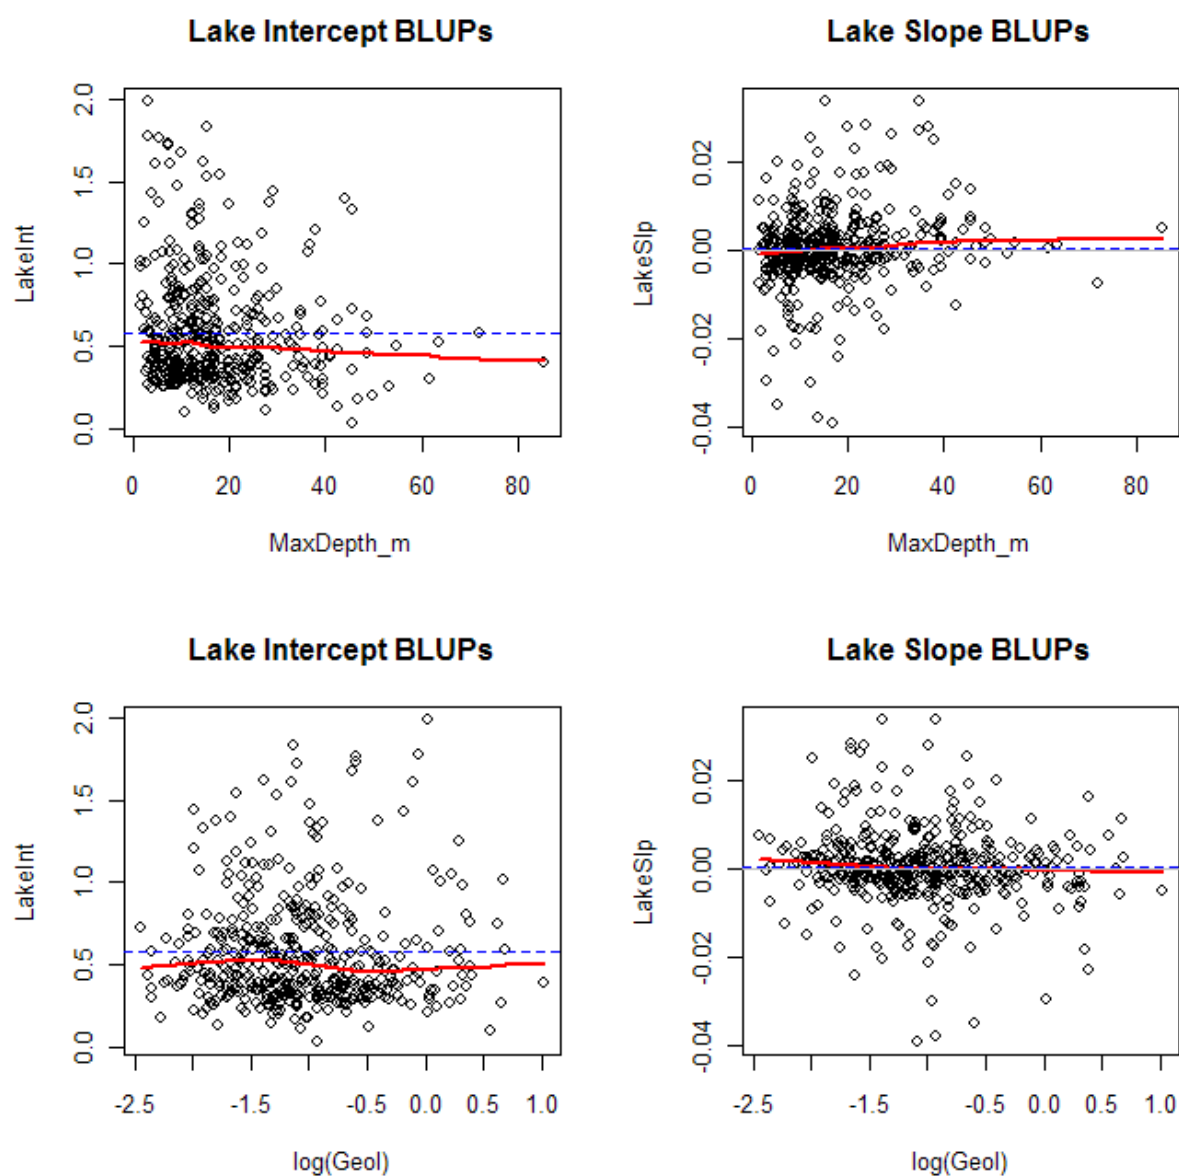 Lake Intercept BLUPs
LakeInt
2.0
1.5
1.0
0.5
0.0
0 20 40 60 80
MaxDepth_m
Lake Slope BLUPs
LakeSlp
0.02
0.00
-0.02
-0.04
0 20 40 60 80
MaxDepth_m
Lake Intercept BLUPs
LakeInt
2.0
1.5
1.0
0.5
0.0
-2.5 -1.5 -0.5 0.0 0.5 1.0
log(Geol)
Lake Slope BLUPs
LakeSlp
0.02
0.00
-0.02
-0.04
-2.5 -1.5 -0.5 0.0 0.5 1.0
log(Geol)